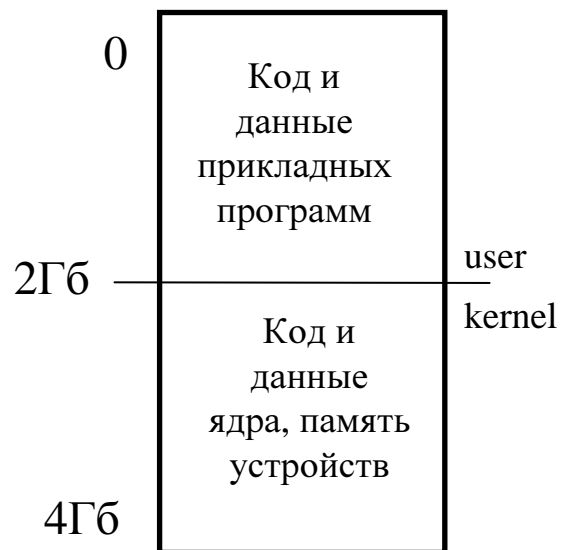 0
Код и
данные
прикладных
программ
user
2Гб
kernel
Код и
данные
ядра, память
устройств
4Гб